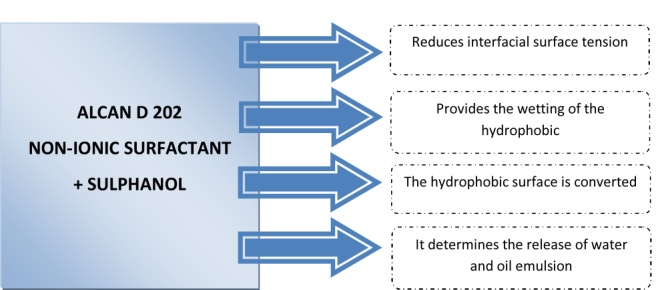 ALCAN D 202
NON-IONIC SURFACTANT
+ SULPHANOL
Reduces interfacial surface tension
Provides the wetting of the
hydrophobic
The hydrophobic surface is converted
It determines the release of water
and oil emulsion